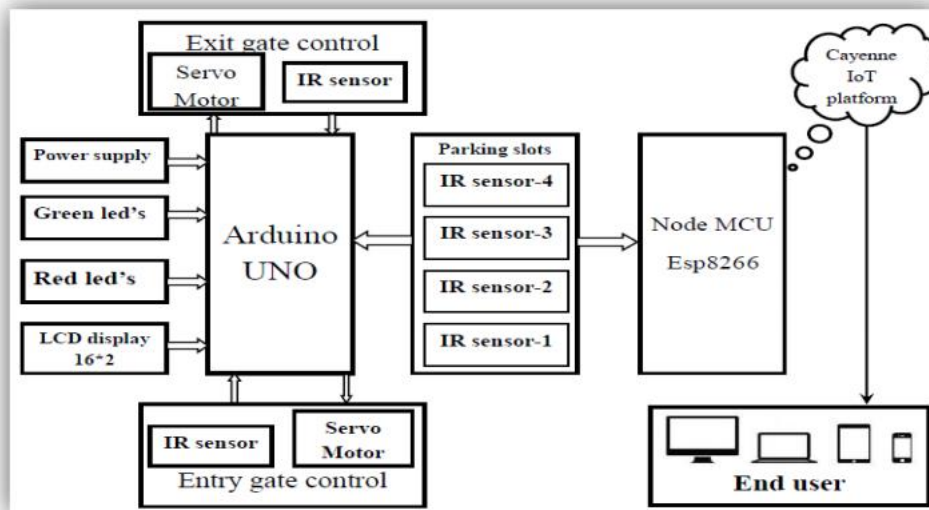 Exit gate control
Servo
Motor
IR sensor
Cayenne
IoT
platform
Power supply
Green led's
Red led's
LCD display
16*2
Arduino
UNO
Parking slots
IR sensor-4
IR sensor-3
IR sensor-2
IR sensor-1
Node MCU
Esp8266
IR sensor
Servo
Motor
Entry gate control
End user